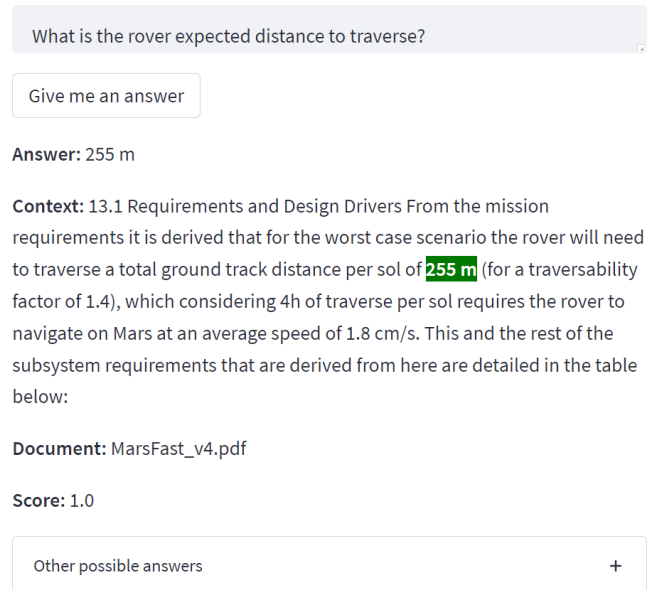 What is the rover expected distance to traverse?
Give me an answer
Answer: 255 m
Context: 13.1 Requirements and Design Drivers From the mission
requirements it is derived that for the worst case scenario the rover will need
to traverse a total ground track distance per sol of 255 m (for a traversability
factor of 1.4), which considering 4h of traverse per sol requires the rover to
navigate on Mars at an average speed of 1.8 cm/s. This and the rest of the
subsystem requirements that are derived from here are detailed in the table
below:
Document: MarsFast_v4.pdf
Score: 1.0
Other possible answers +